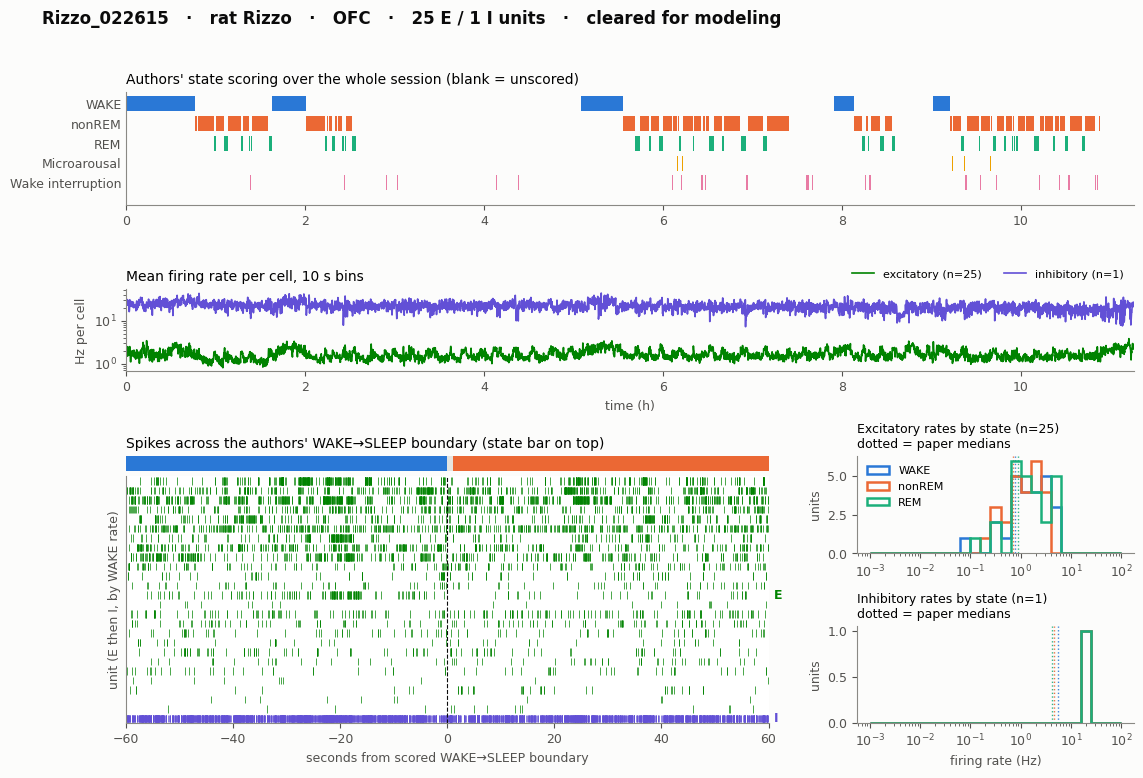 Rizzo_022615 · rat Rizzo · OFC · 25 E / 1 I units · cleared for modeling
Authors' state scoring over the whole session (blank = unscored)
WAKE
nonREM
REM
Microarousal
Wake interruption
0 2 4 6 8 10
Mean firing rate per cell, 10 s bins
excitatory (n=25) inhibitory (n=1)
Hz per cell
10¹
10⁰
0 2 4 6 8 10
time (h)
Spikes across the authors' WAKE→SLEEP boundary (state bar on top)
unit (E then I, by WAKE rate)
E
I
−60 −40 −20 0 20 40 60
seconds from scored WAKE→SLEEP boundary
Excitatory rates by state (n=25)
dotted = paper medians
WAKE
nonREM
REM
units
5.0
2.5
0.0
10⁻³ 10⁻² 10⁻¹ 10⁰ 10¹ 10²
Inhibitory rates by state (n=1)
dotted = paper medians
units
1.0
0.5
0.0
10⁻³ 10⁻² 10⁻¹ 10⁰ 10¹ 10²
firing rate (Hz)